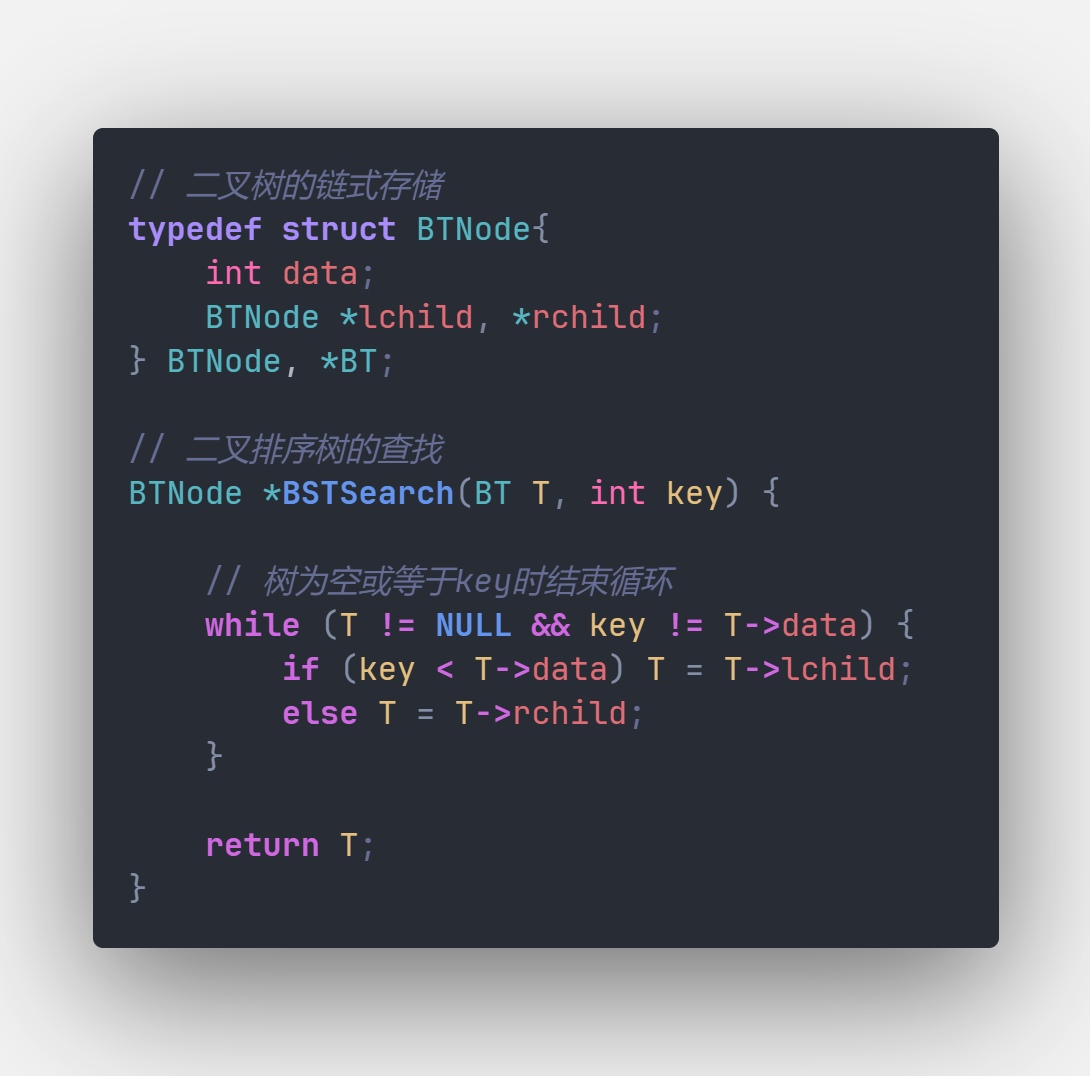 // 二叉树的链式存储
typedef struct BTNode{
    int data;
    BTNode *lchild, *rchild;
} BTNode, *BT;

// 二叉排序树的查找
BTNode *BSTSearch(BT T, int key) {

    // 树为空或等于key时结束循环
    while (T != NULL && key != T->data) {
        if (key < T->data) T = T->lchild;
        else T = T->rchild;
    }

    return T;
}